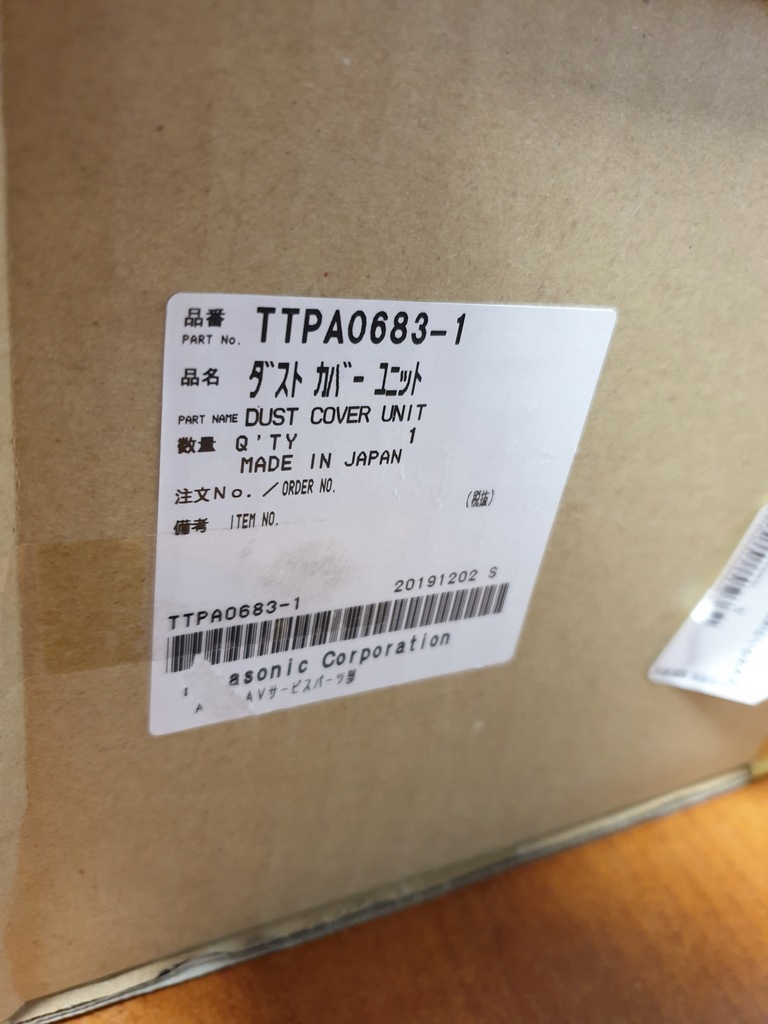 品番 TTPA0683-1
PART No.
品名 ﾀﾞｽﾄ ｶﾊﾞｰ ﾕﾆｯﾄ
PART NAME DUST COVER UNIT
数量 Q'TY 1
MADE IN JAPAN
注文No. ／ORDER NO.
(税抜)
備考 ITEM NO.
20191202 S
TTPA0683-1
asonic Corporation
AVサービスパーツ部